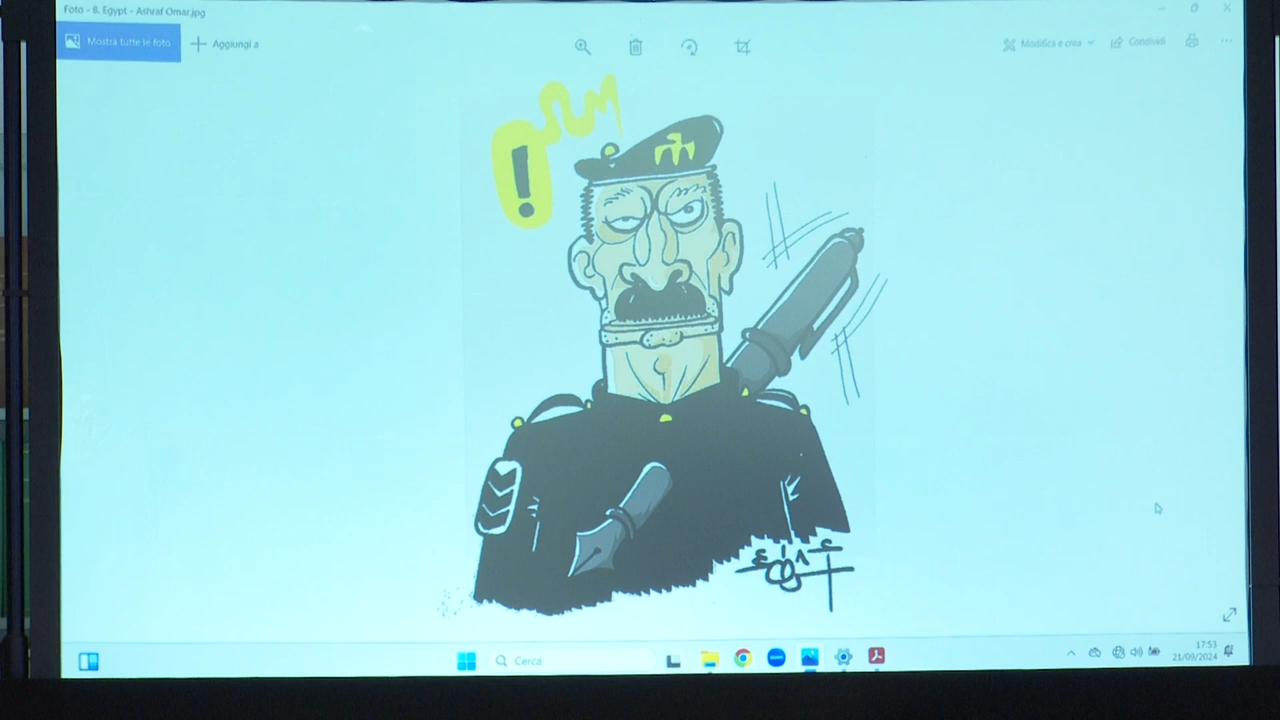 Foto - 8. Egypt - Ashraf Omar.jpg
Mostra tutte le foto
Aggiungi a
Modifica e crea
Condividi
!
Cerca
17:53
21/09/2024